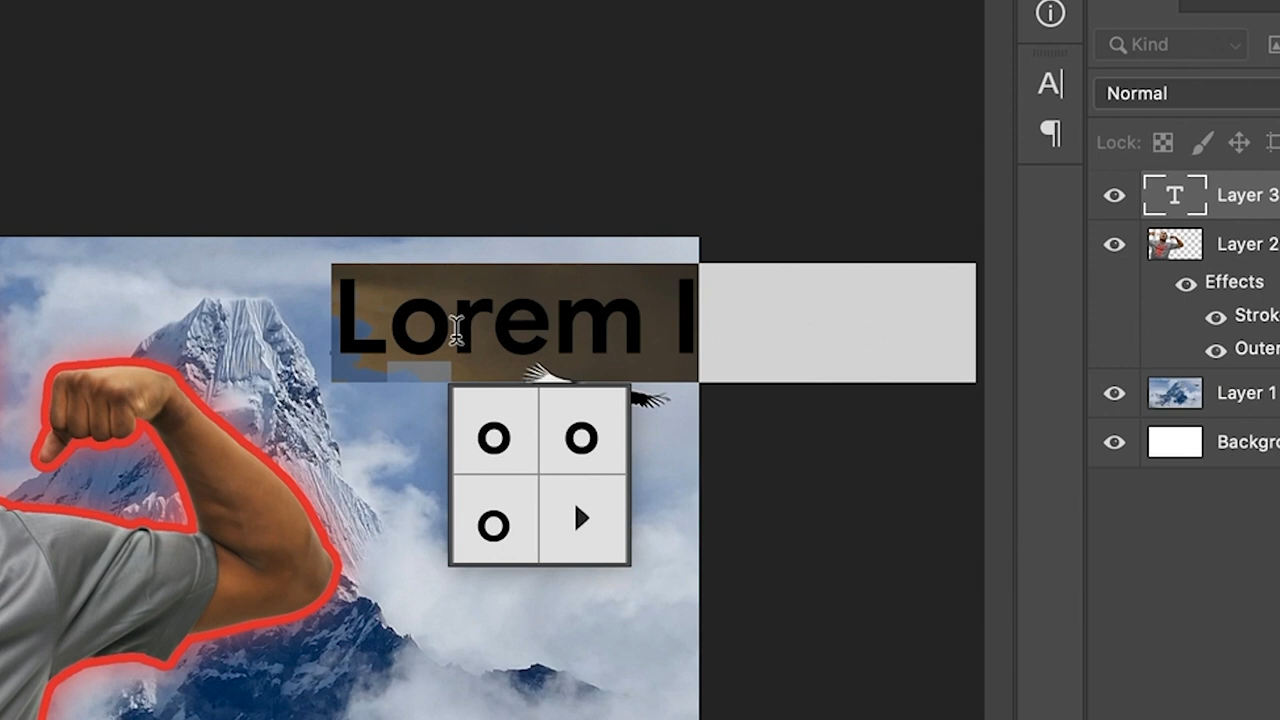 Kind
A
Normal
Lock:
T
Layer 3
Layer 2
Lorem I
Effects
Strok
Outer
Layer 1
o o
o
Backgro